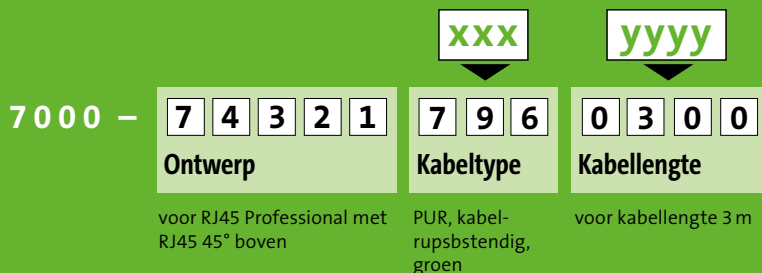 xxx yyyy
7000 – 7 4 3 2 1 7 9 6 0 3 0 0
Ontwerp Kabeltype Kabellengte
voor RJ45 Professional met PUR, kabel- voor kabellengte 3 m
RJ45 45° boven rupsbstendig,
groen